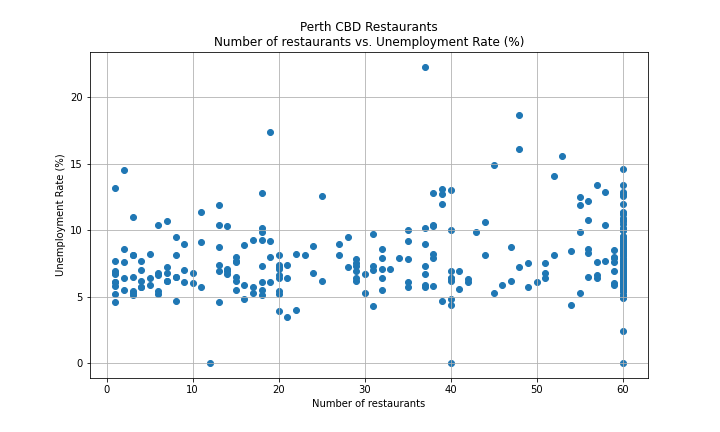 Perth CBD Restaurants
Number of restaurants vs. Unemployment Rate (%)
Unemployment Rate (%)
20
15
10
5
0
0 10 20 30 40 50 60
Number of restaurants